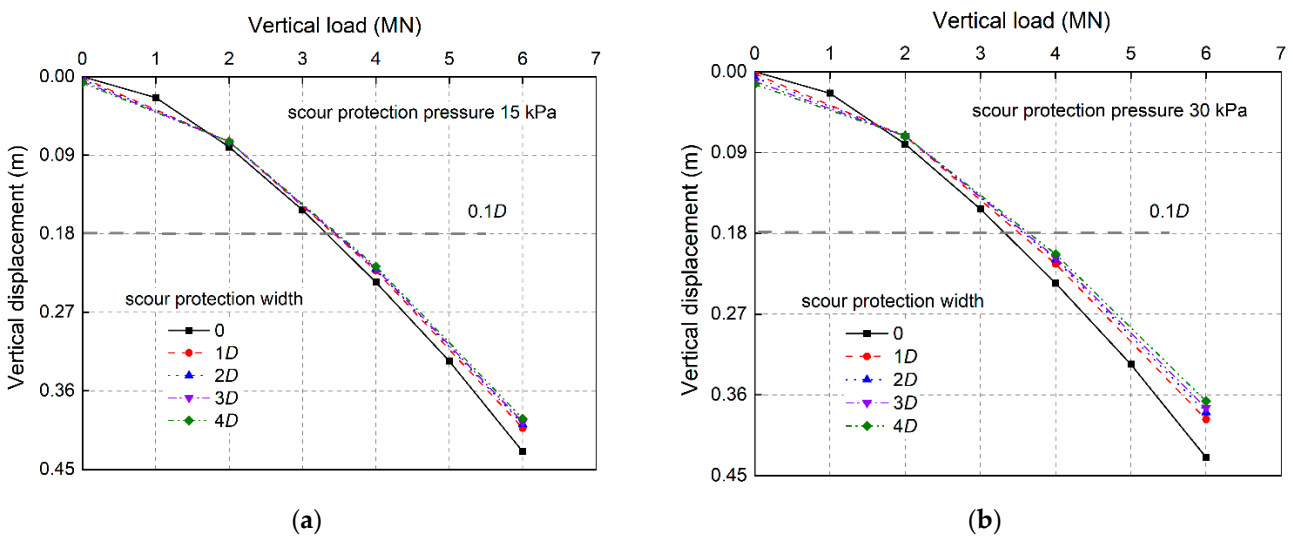 Vertical load (MN)
0 1 2 3 4 5 6 7
0.00
0.09
0.18
0.27
0.36
0.45
Vertical displacement (m)
scour protection pressure 15 kPa
0.1D
scour protection width
0
1D
2D
3D
4D
(a)
Vertical load (MN)
0 1 2 3 4 5 6 7
0.00
0.09
0.18
0.27
0.36
0.45
Vertical displacement (m)
scour protection pressure 30 kPa
0.1D
scour protection width
0
1D
2D
3D
4D
(b)